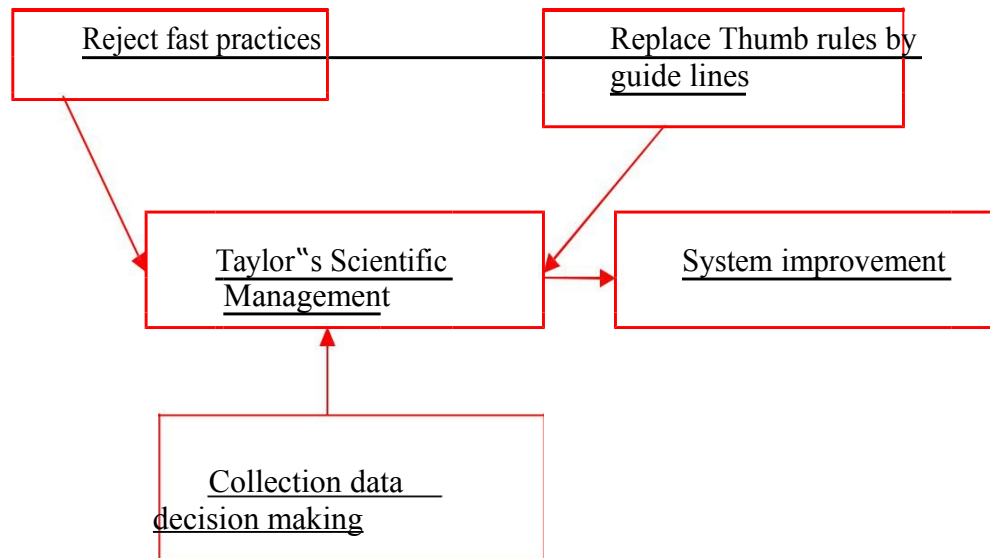 Reject fast practices
Replace Thumb rules by
guide lines
Taylor‟s Scientific
Management
System improvement
Collection data
decision making